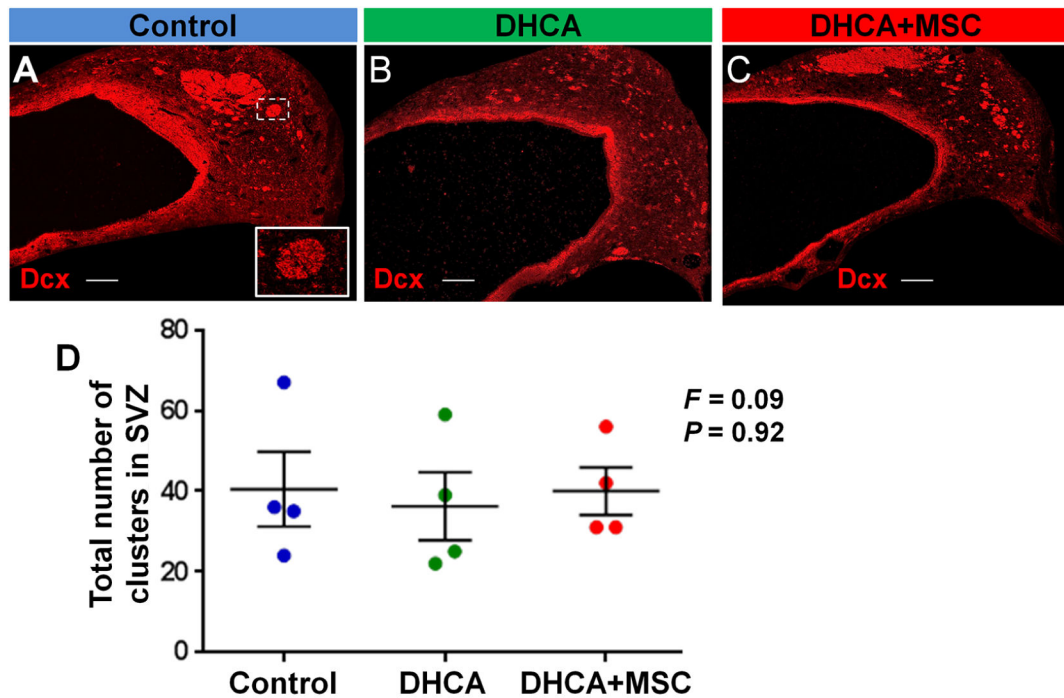 Control
DHCA
DHCA+MSC
A
B
C
Dcx
Dcx
Dcx
D
Total number of
clusters in SVZ
80
60
40
20
0
F = 0.09
P = 0.92
Control
DHCA
DHCA+MSC